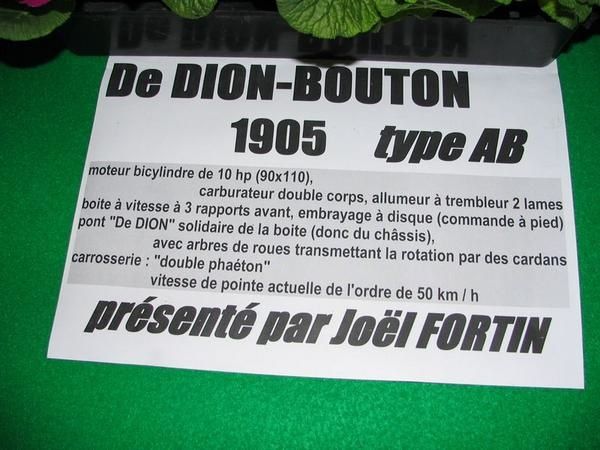 De DION-BOUTON
1905 type AB
moteur bicylindre de 10 hp (90x110),
carburateur double corps, allumeur à trembleur 2 lames
boite à vitesse à 3 rapports avant, embrayage à disque (commande à pied)
pont "De DION" solidaire de la boite (donc du châssis),
avec arbres de roues transmettant la rotation par des cardans
carrosserie : "double phaéton"
vitesse de pointe actuelle de l'ordre de 50 km / h
présenté par Joël FORTIN